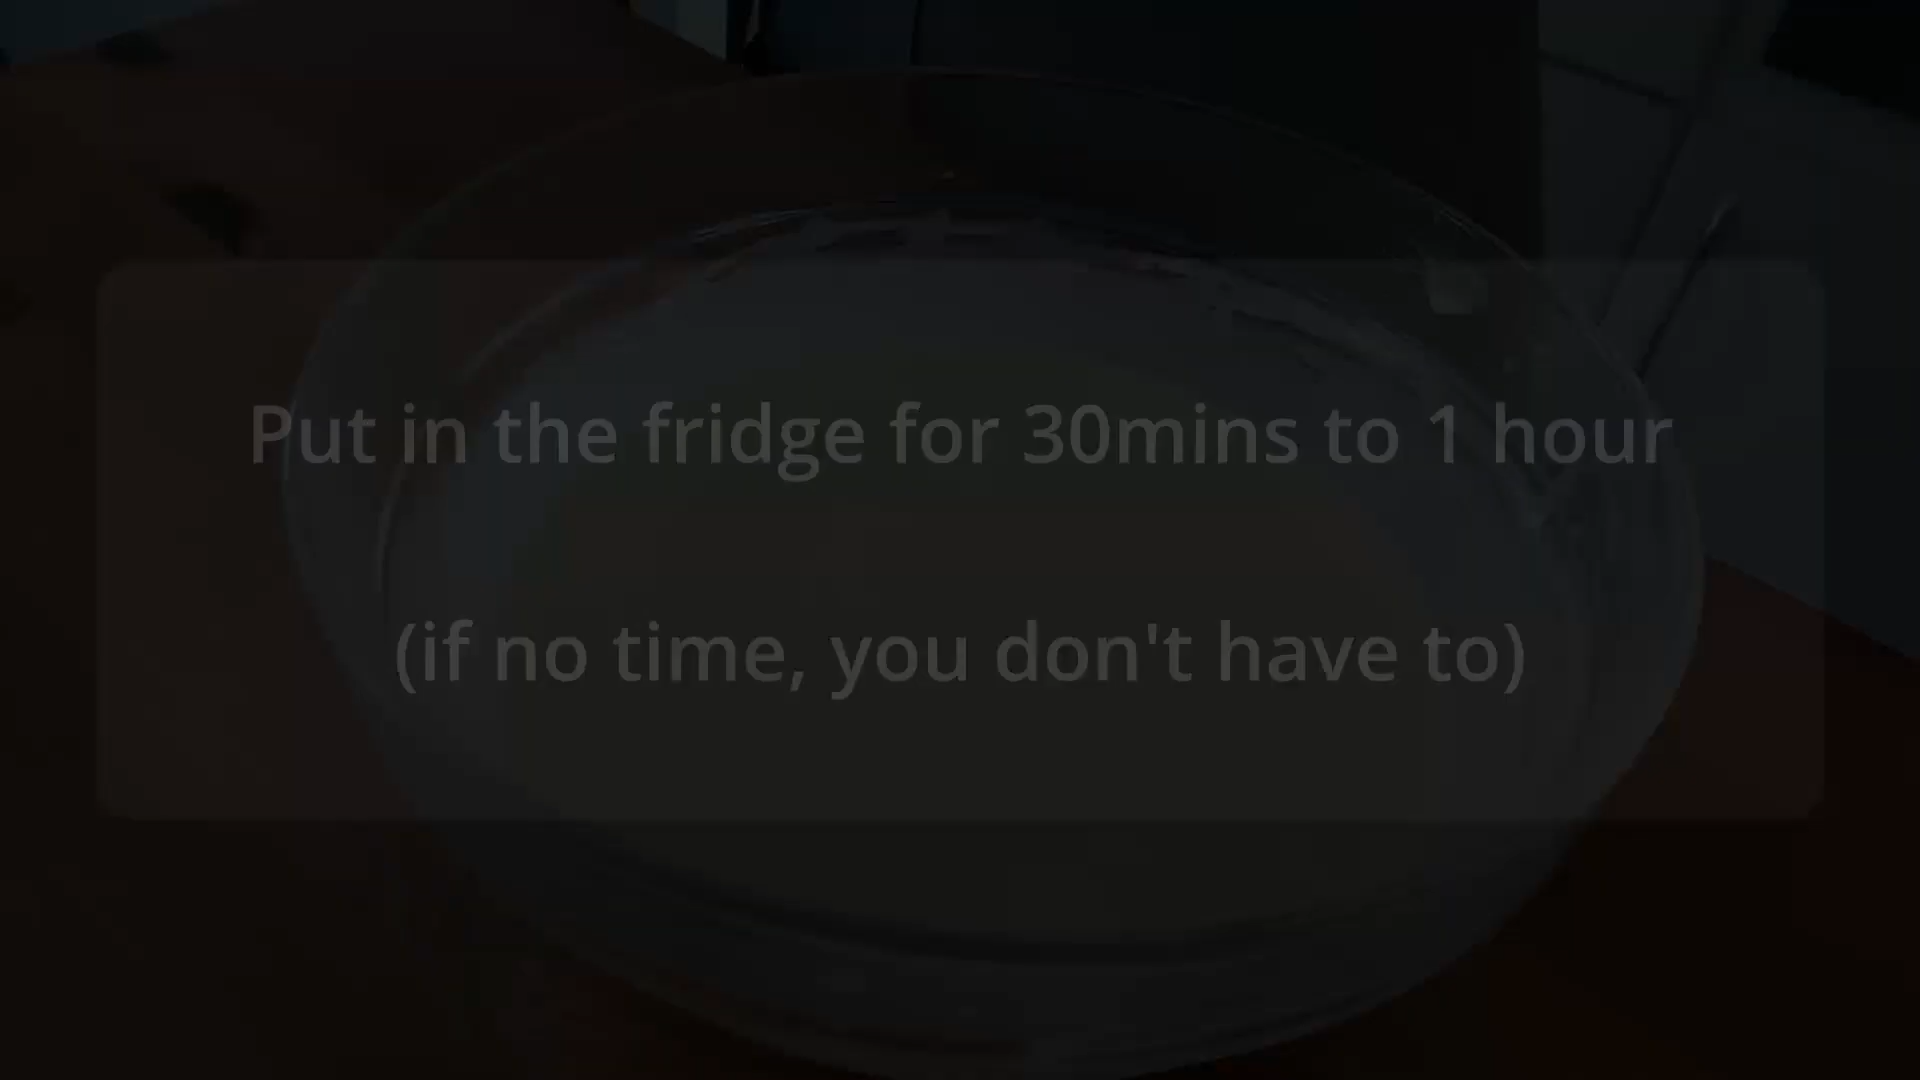 Put in the fridge for 30mins to 1 hour
(if no time, you don't have to)